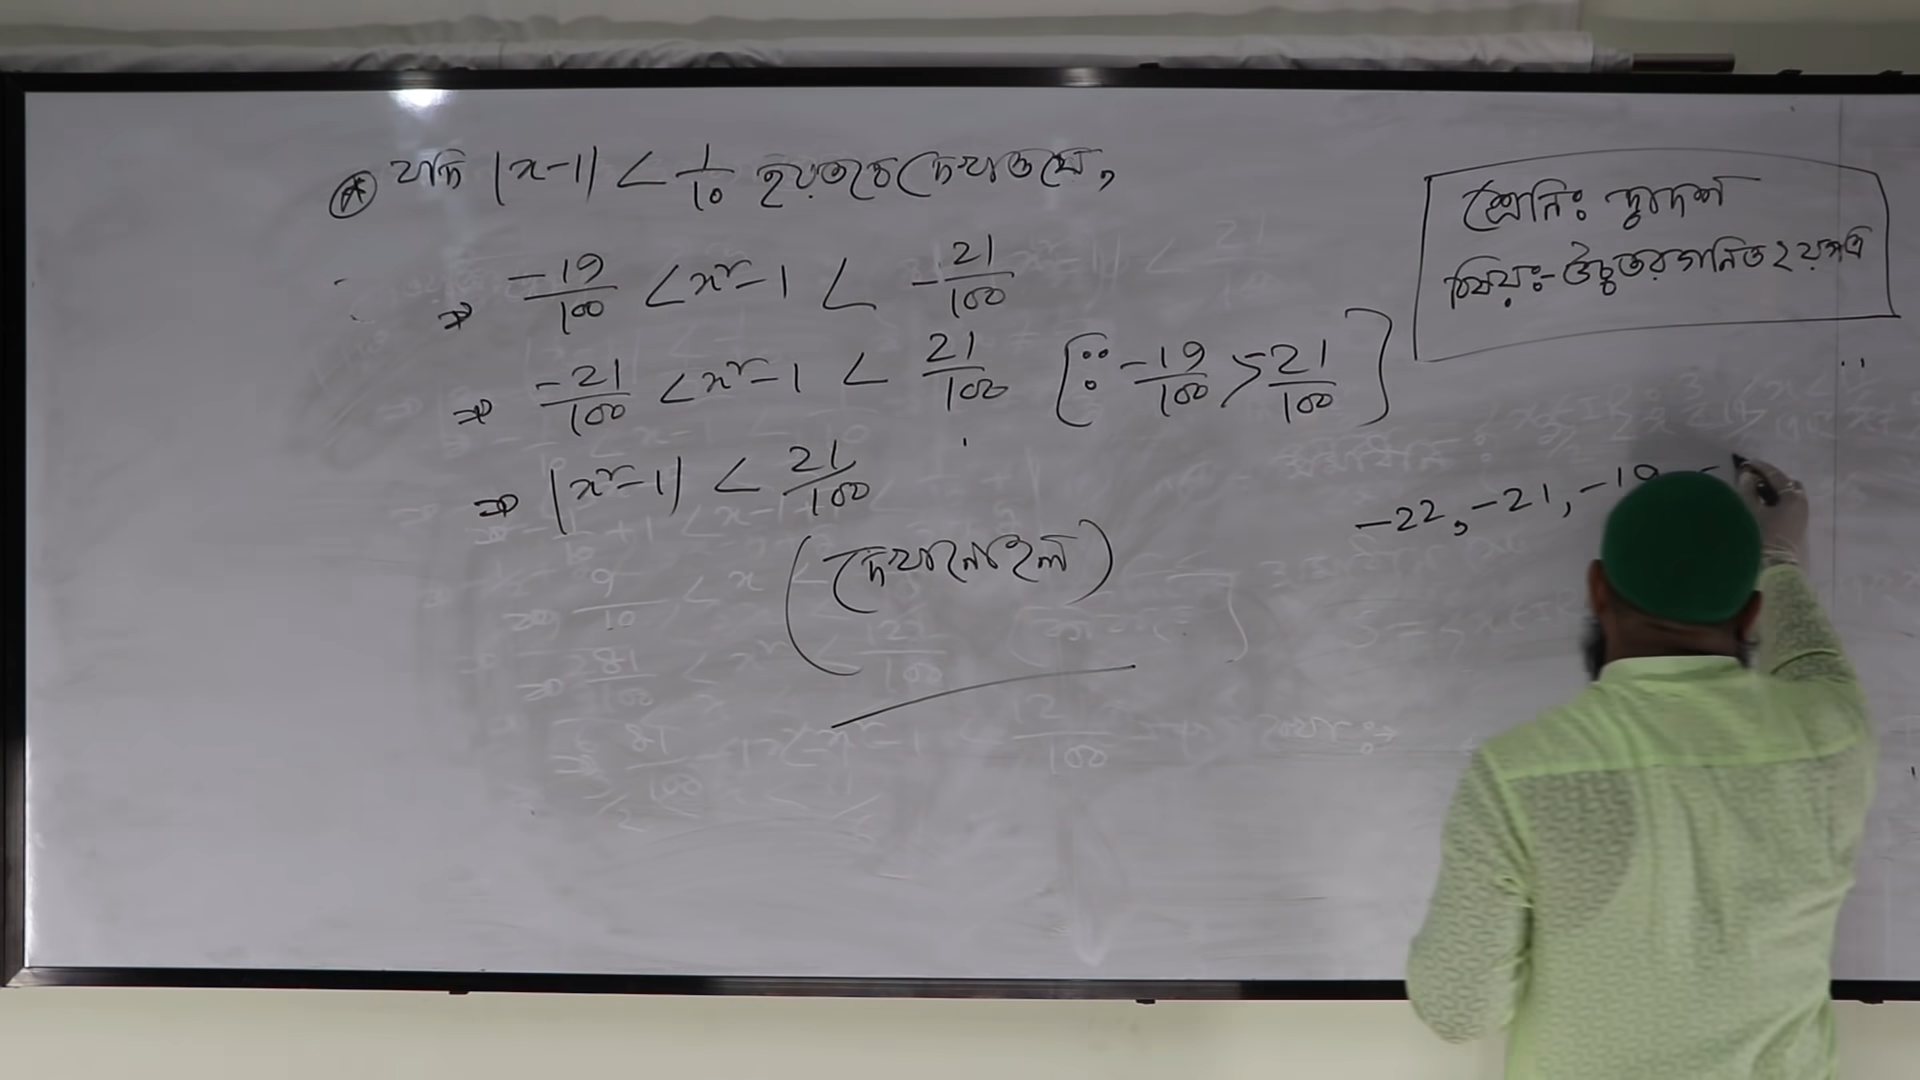 যদি |x-1| < 1/10 হয় তবে দেখাও যে,
⇒ -19/100 < x²-1 < -21/100
⇒ -21/100 < x²-1 < 21/100 [∵ -19/100 > -21/100]
⇒ |x²-1| < 21/100
(দেখানো হল)
শ্রেনিঃ দ্বাদশ
বিষয়ঃ- উচ্চতর গনিত ২য় পত্র
-22, -21, -19